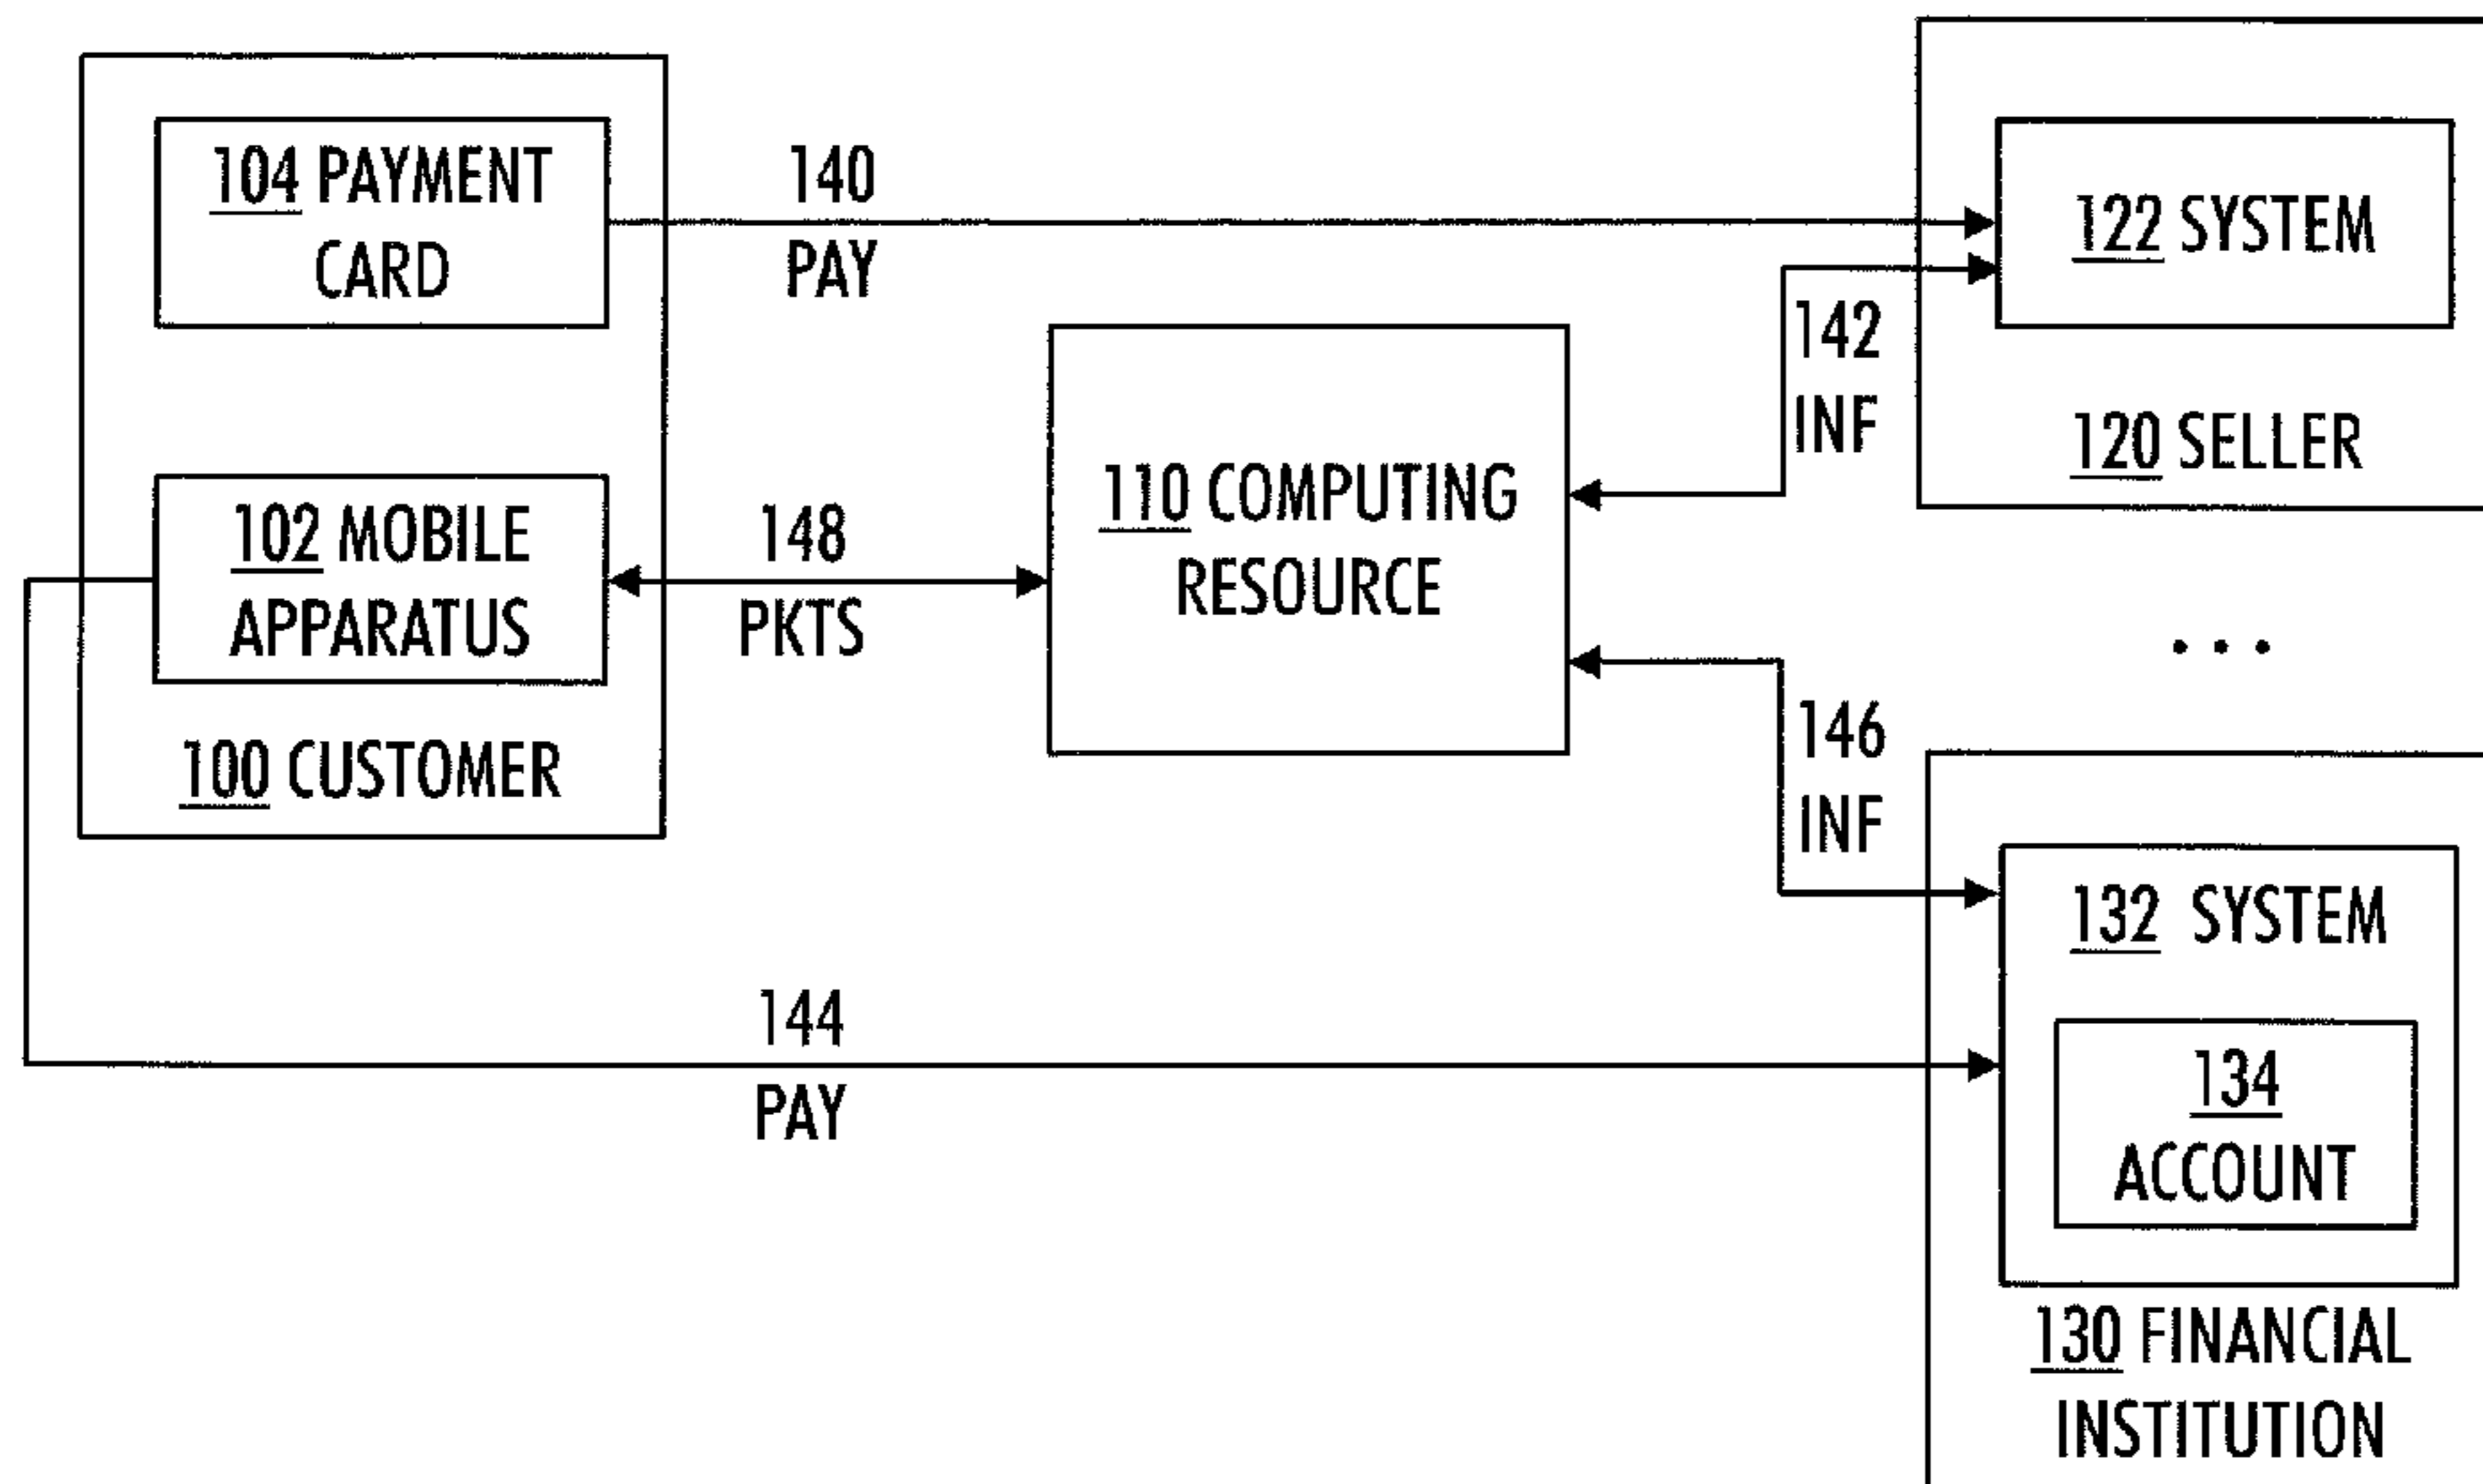 104 PAYMENT
CARD
140
PAY
122 SYSTEM
142
INF
120 SELLER
102 MOBILE
APPARATUS
148
PKTS
110 COMPUTING
RESOURCE
100 CUSTOMER
• • •
146
INF
132 SYSTEM
144
PAY
134
ACCOUNT
130 FINANCIAL
INSTITUTION